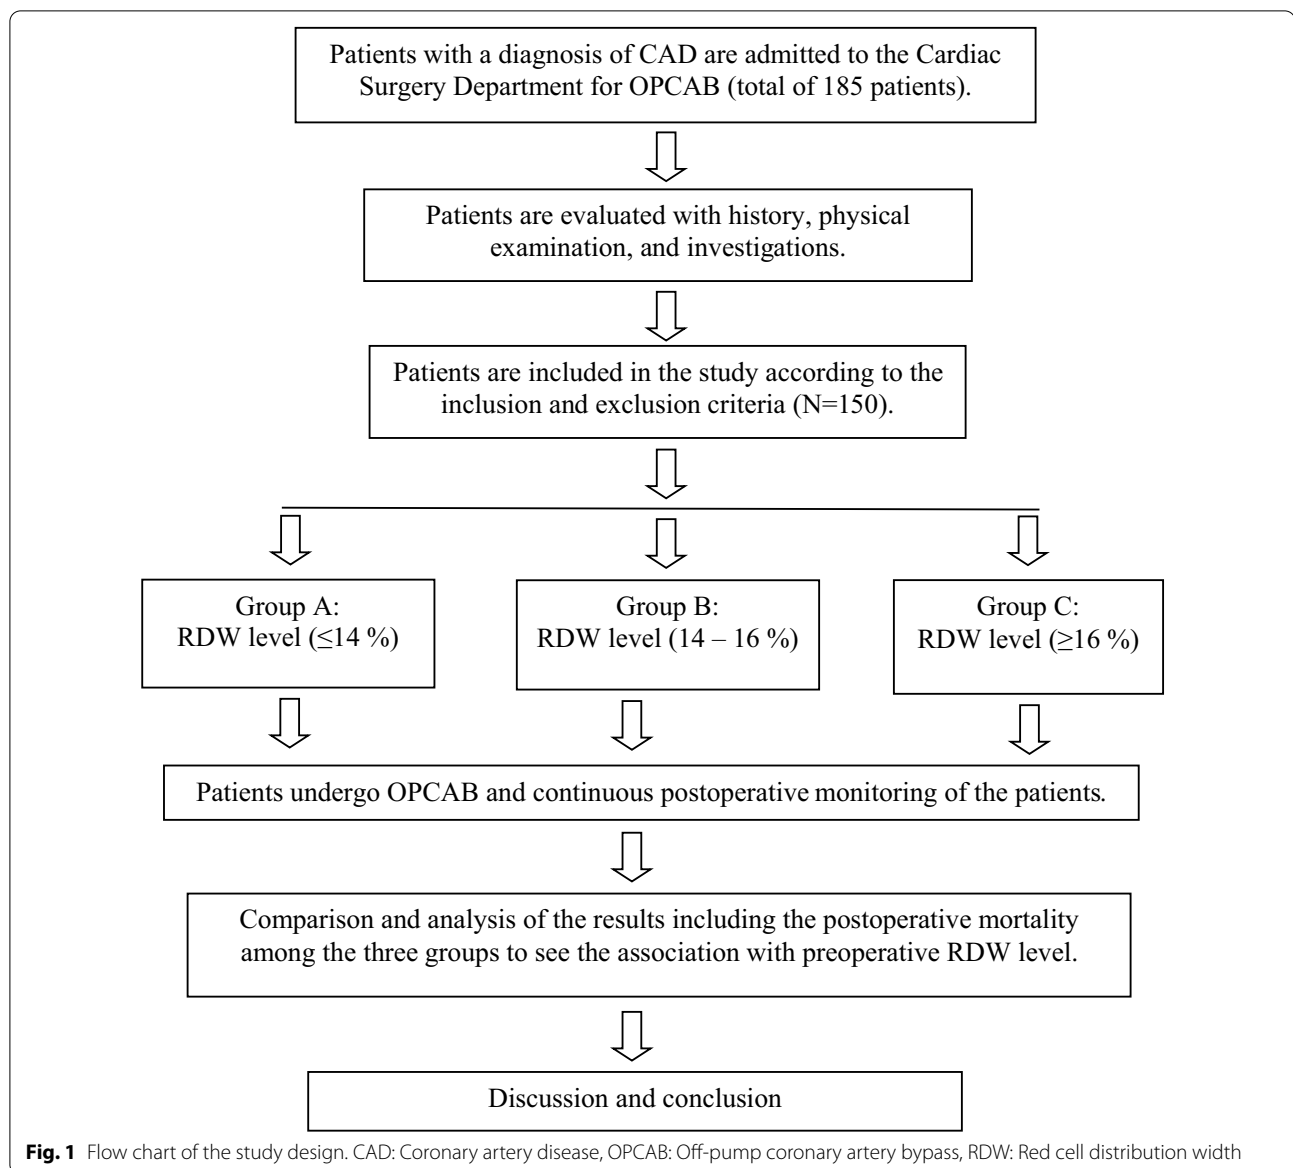 Patients with a diagnosis of CAD are admitted to the Cardiac
Surgery Department for OPCAB (total of 185 patients).
Patients are evaluated with history, physical
examination, and investigations.
Patients are included in the study according to the
inclusion and exclusion criteria (N=150).
Group A:
RDW level (≤14 %)
Group B:
RDW level (14 – 16 %)
Group C:
RDW level (≥16 %)
Patients undergo OPCAB and continuous postoperative monitoring of the patients.
Comparison and analysis of the results including the postoperative mortality
among the three groups to see the association with preoperative RDW level.
Discussion and conclusion
Fig. 1 Flow chart of the study design. CAD: Coronary artery disease, OPCAB: Off-pump coronary artery bypass, RDW: Red cell distribution width